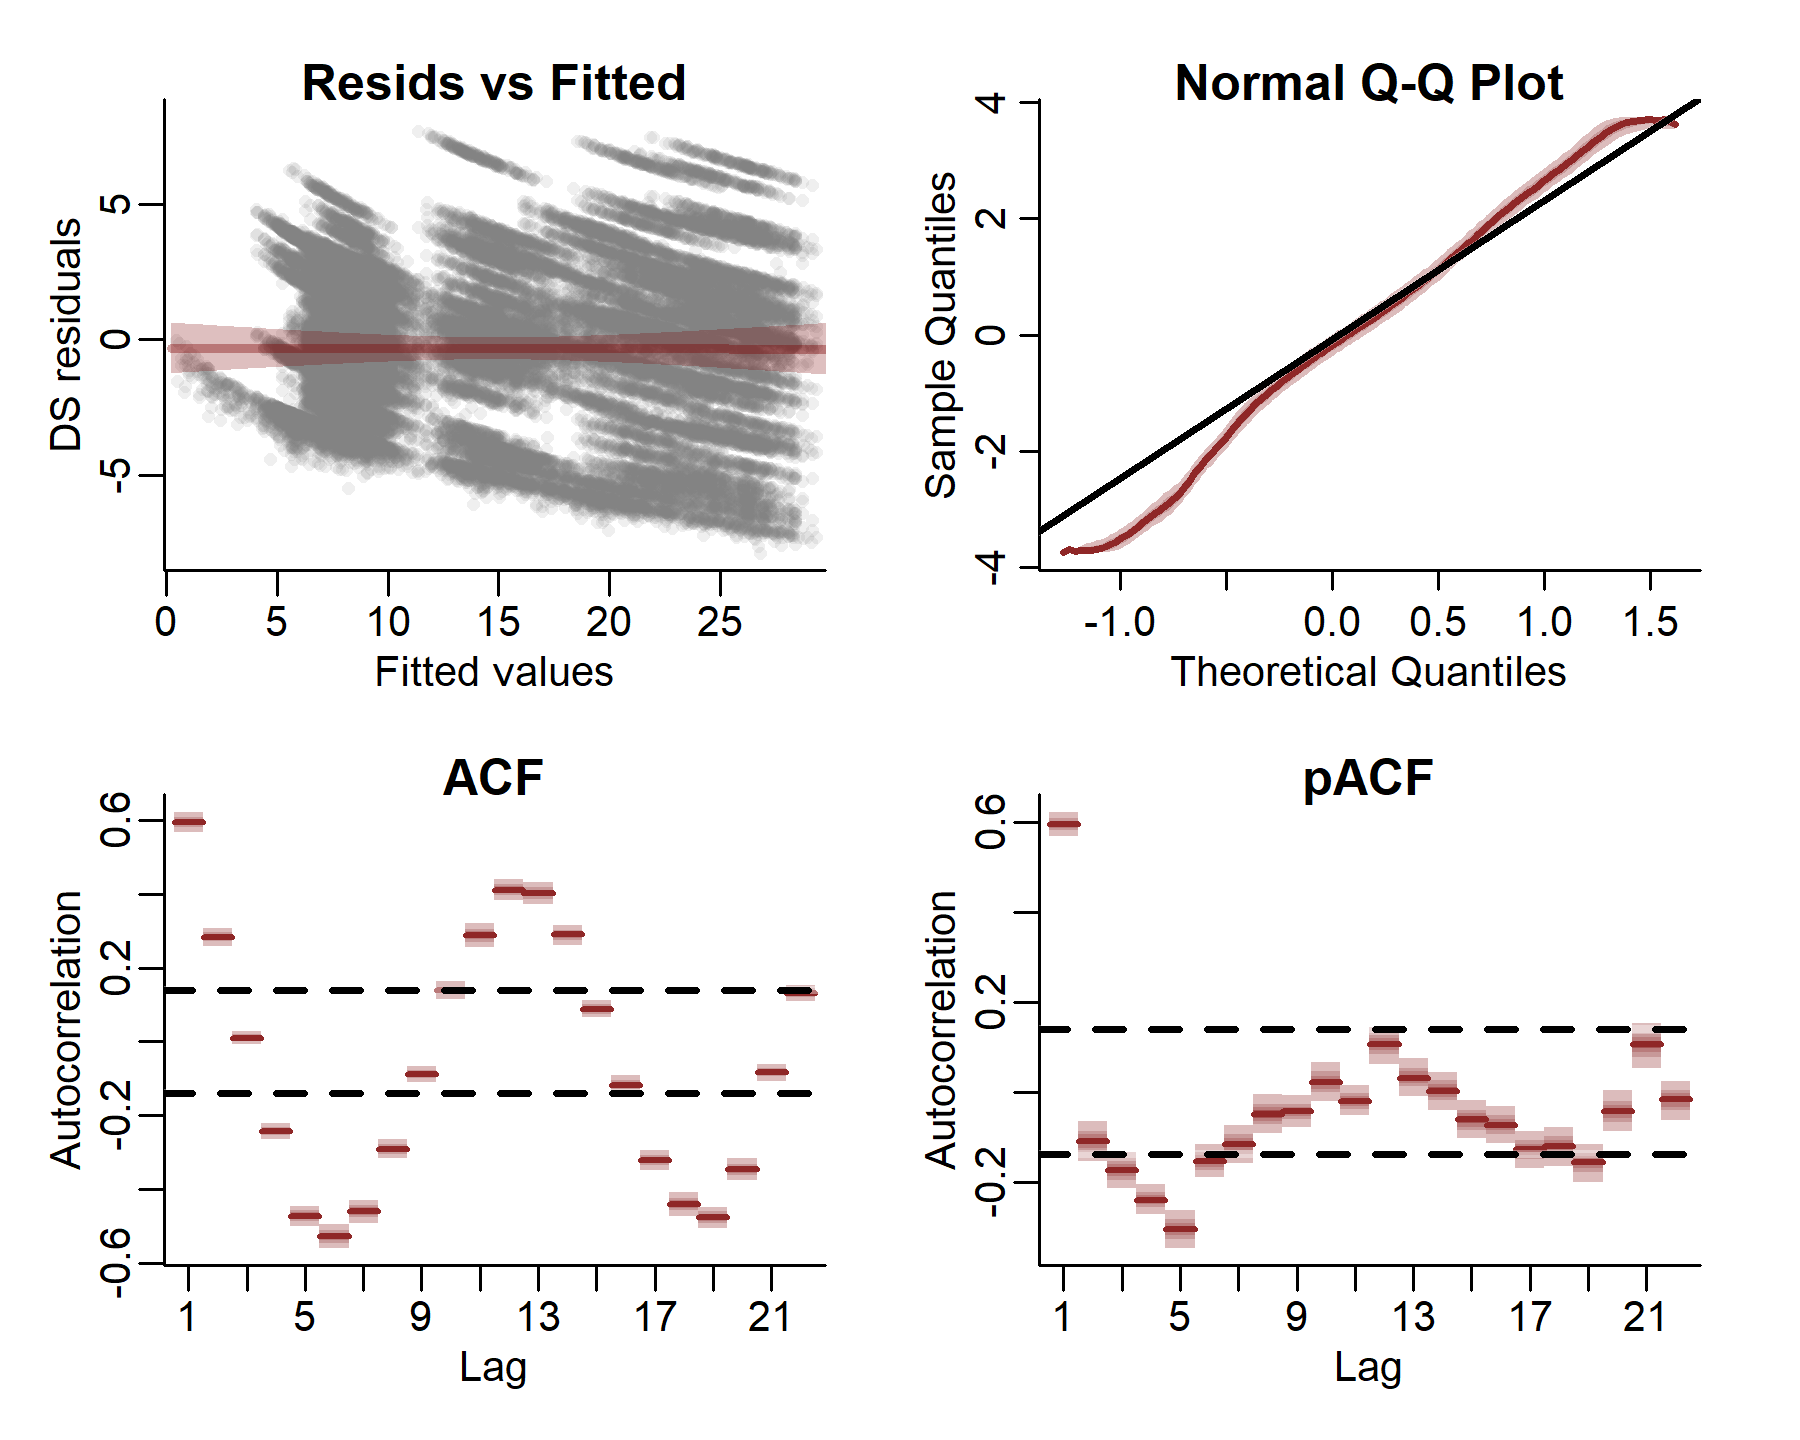 Resids vs Fitted
DS residuals
5
0
-5
0 5 10 15 20 25
Fitted values
Normal Q-Q Plot
Sample Quantiles
4
2
0
-2
-4
-1.0 0.0 0.5 1.0 1.5
Theoretical Quantiles
ACF
Autocorrelation
0.6
0.2
-0.2
-0.6
1 5 9 13 17 21
Lag
pACF
Autocorrelation
0.6
0.2
-0.2
1 5 9 13 17 21
Lag